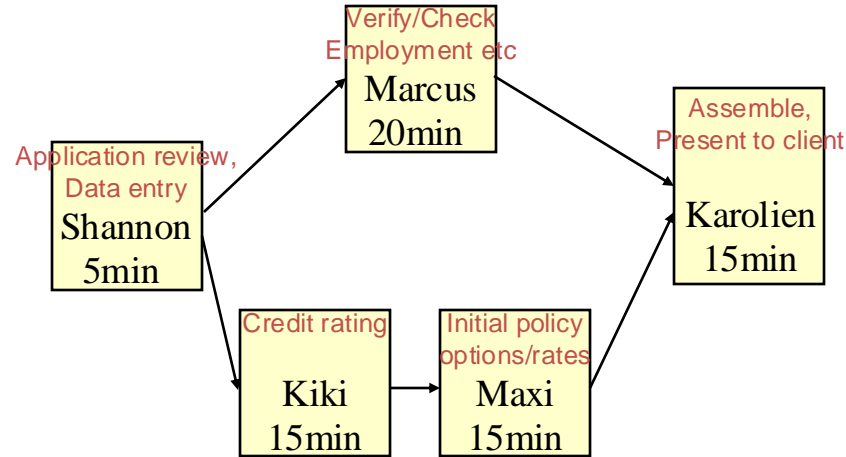 Application review,
Data entry
Shannon
5min
Verify/Check
Employment etc
Marcus
20min
Credit rating
Kiki
15min
Initial policy
options/rates
Maxi
15min
Assemble,
Present to client
Karolien
15min